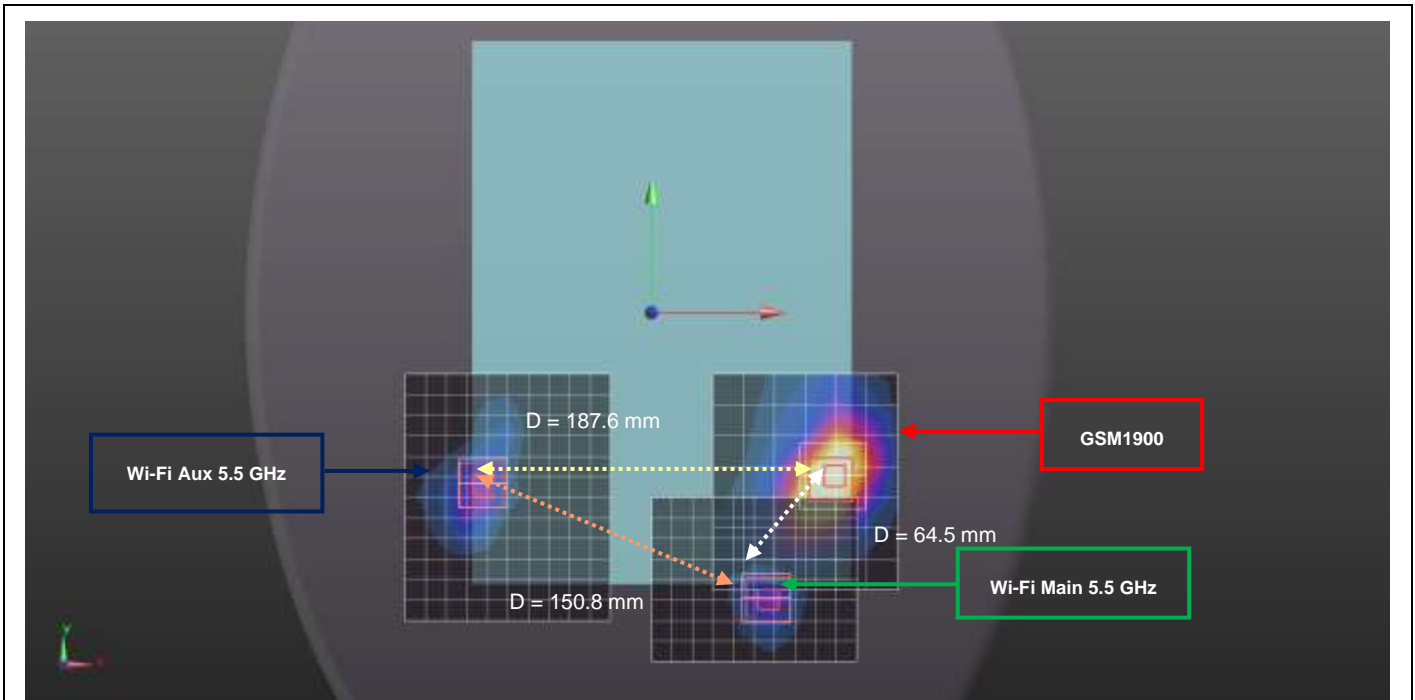 D = 187.6 mm
GSM1900
Wi-Fi Aux 5.5 GHz
D = 64.5 mm
Wi-Fi Main 5.5 GHz
D = 150.8 mm